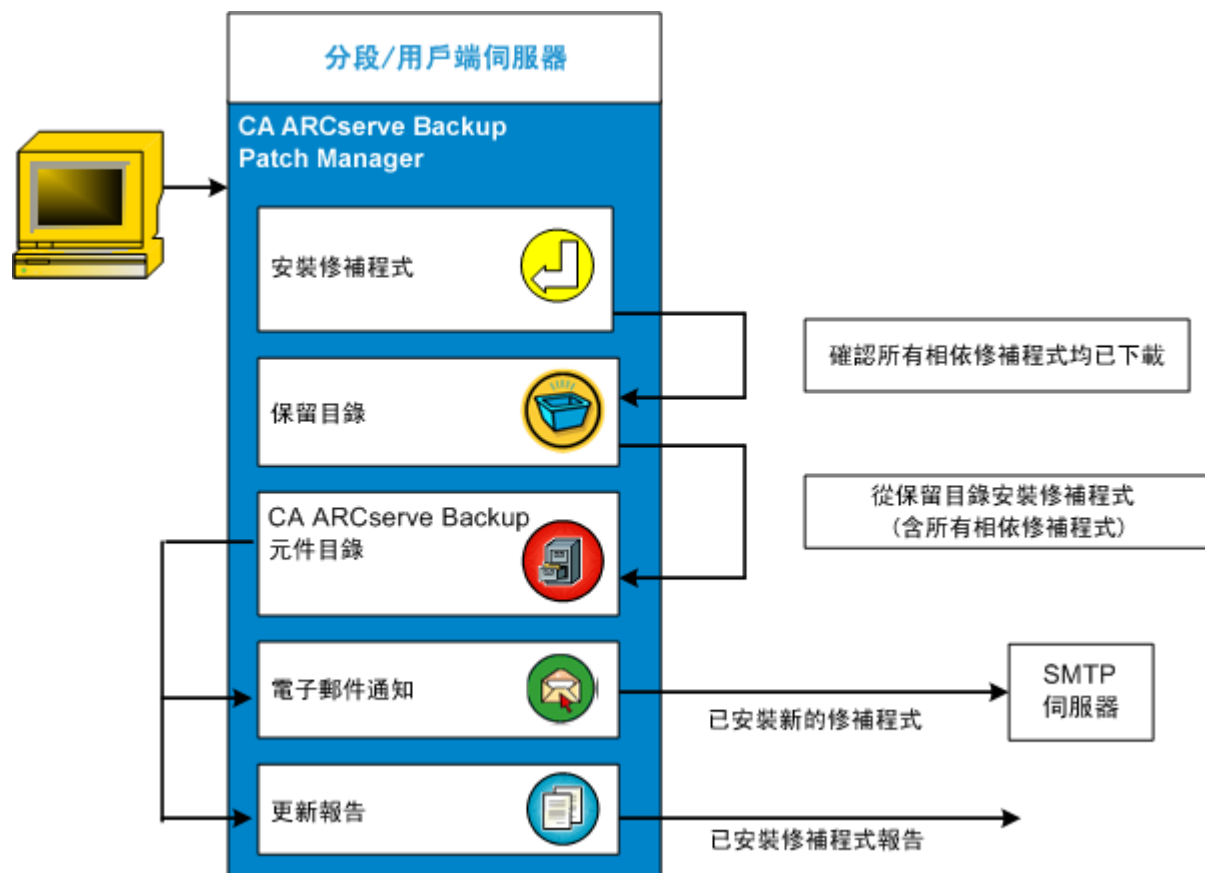 分段/用戶端伺服器
CA ARCserve Backup
Patch Manager
安裝修補程式
確認所有相依修補程式均已下載
保留目錄
從保留目錄安裝修補程式
(含所有相依修補程式)
CA ARCserve Backup
元件目錄
電子郵件通知
已安裝新的修補程式
SMTP
伺服器
更新報告
已安裝修補程式報告